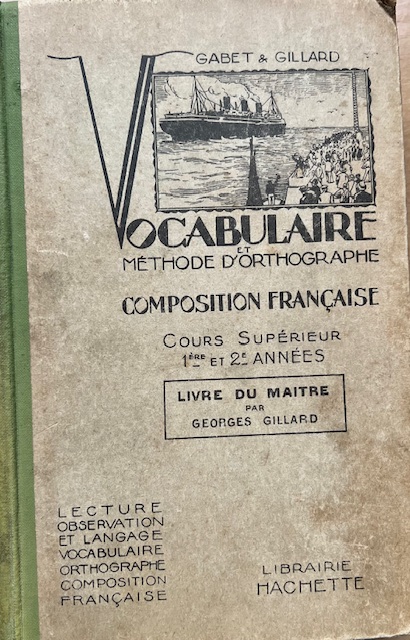 GABET & GILLARD
VOCABULAIRE
ET
MÉTHODE D'ORTHOGRAPHE
COMPOSITION FRANÇAISE
COURS SUPÉRIEUR
1ÈRE ET 2E ANNÉES
LIVRE DU MAITRE
PAR
GEORGES GILLARD
LECTURE
OBSERVATION
ET LANGAGE
VOCABULAIRE
ORTHOGRAPHE
COMPOSITION
FRANÇAISE
LIBRAIRIE
HACHETTE